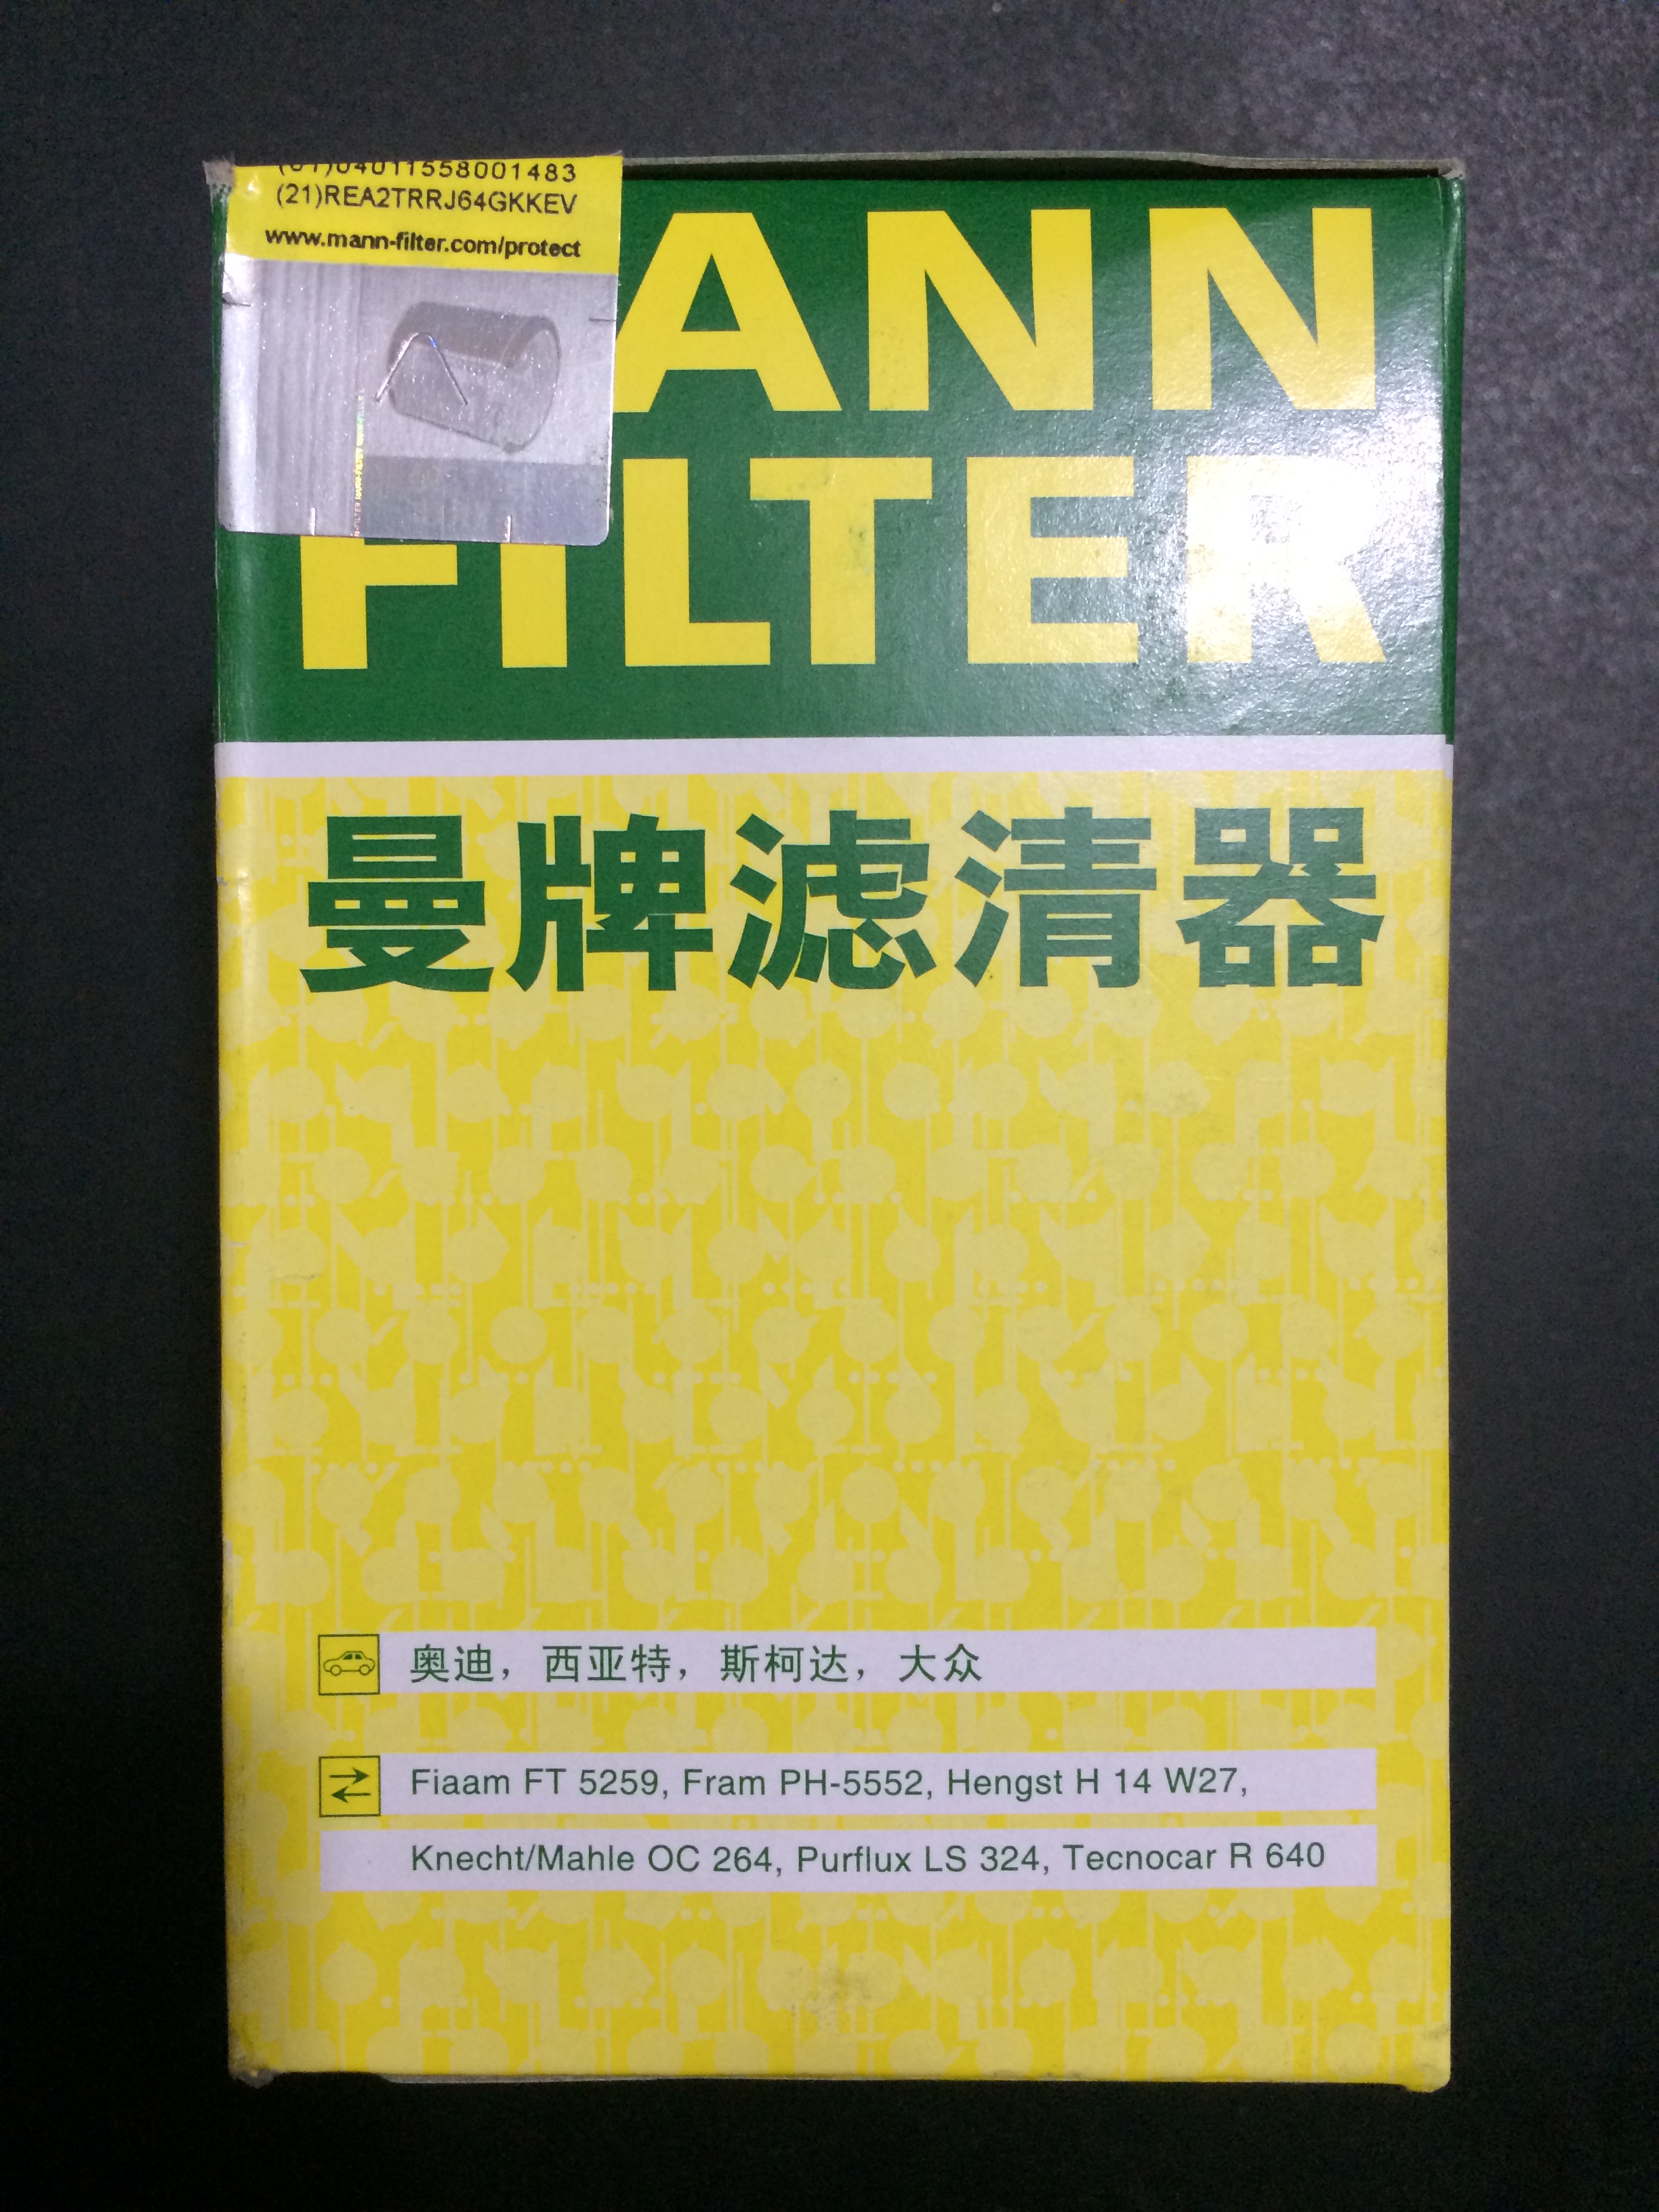 (01)04011558001483
(21)REA2TRRJ64GKKEV
www.mann-filter.com/protect
ANN
FILTER
曼牌滤清器
奥迪，西亚特，斯柯达，大众
Fiaam FT 5259, Fram PH-5552, Hengst H 14 W27,
Knecht/Mahle OC 264, Purflux LS 324, Tecnocar R 640